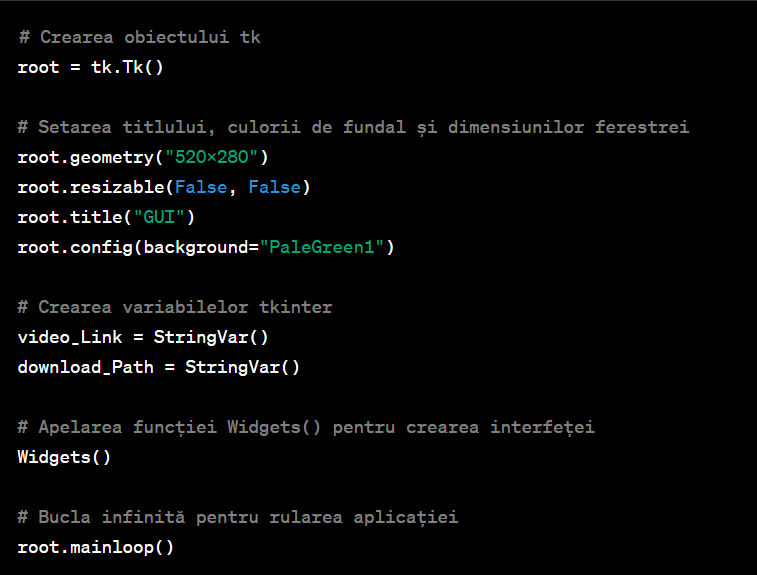 # Crearea obiectului tk
root = tk.Tk()
# Setarea titlului, culorii de fundal și dimensiunilor ferestrei
root.geometry("520x280")
root.resizable(False, False)
root.title("GUI")
root.config(background="PaleGreen1")
# Crearea variabilelor tkinter
video_Link = StringVar()
download_Path = StringVar()
# Apelarea funcției Widgets() pentru crearea interfeței
Widgets()
# Bucla infinită pentru rularea aplicației
root.mainloop()